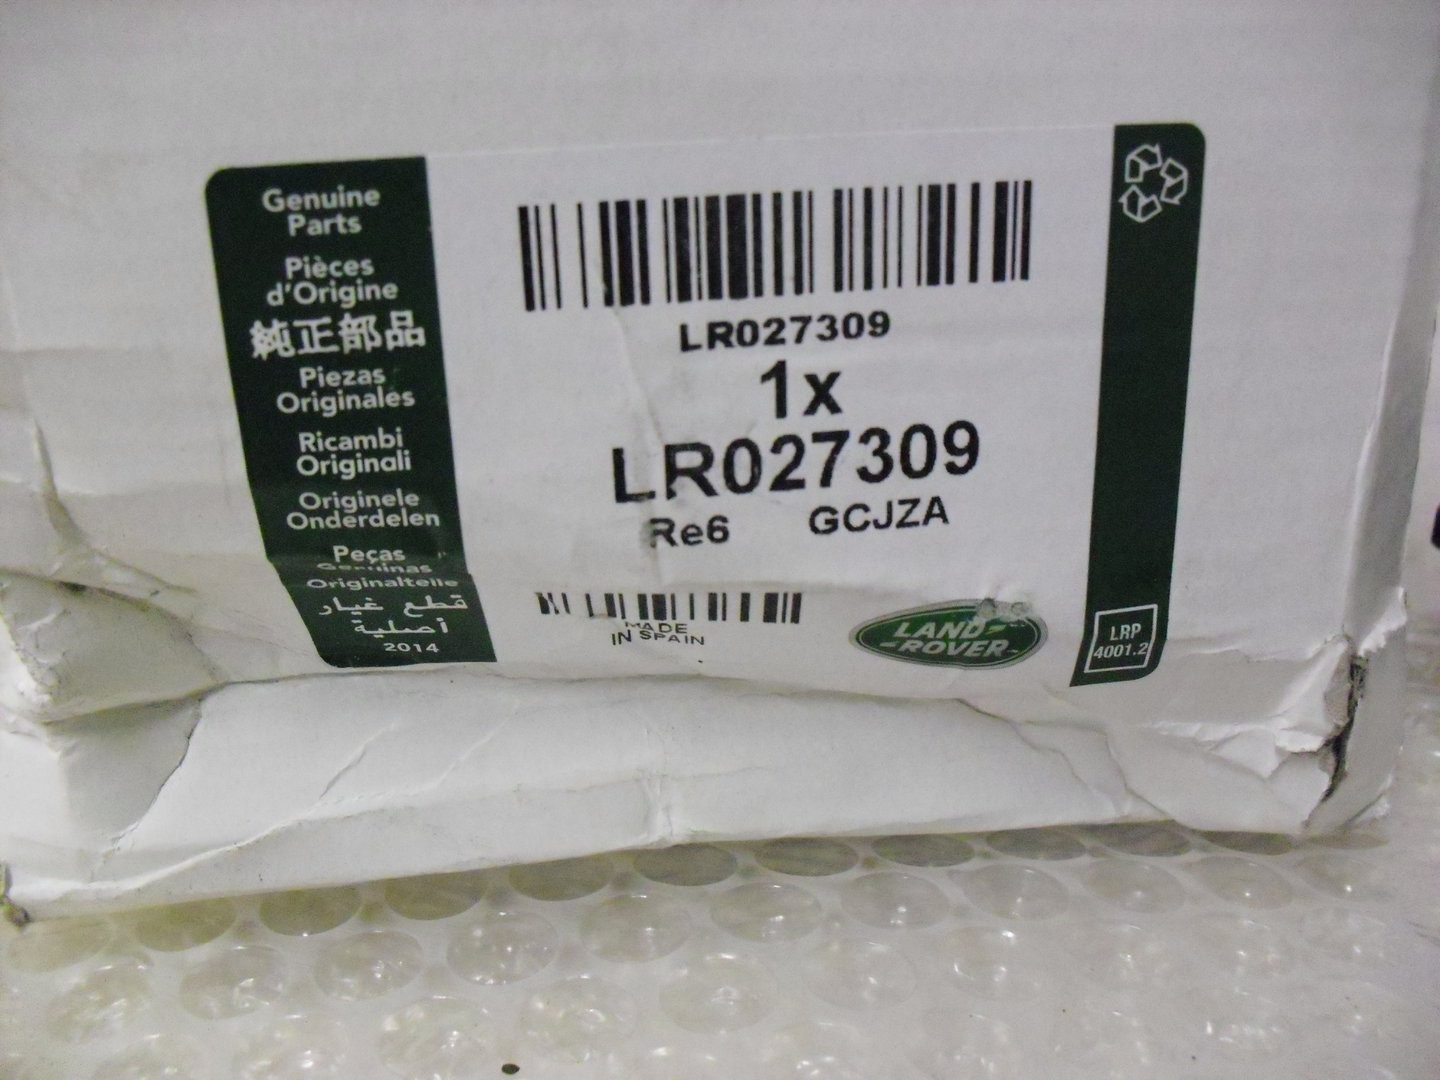 Genuine
Parts
Pièces
d'Origine
純正部品
Piezas
Originales
Ricambi
Originali
Originele
Onderdelen
Peças
Genuínas
Originalteile
قطع غيار
أصلية
2014
LR027309
1x
LR027309
Re6 GCJZA
MADE
IN SPAIN
LAND
ROVER
LRP
4001.2